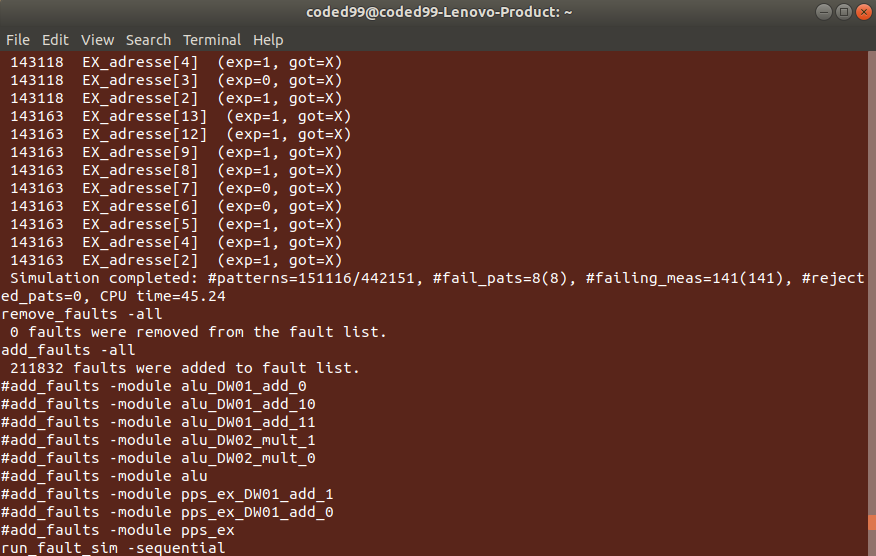 coded99@coded99-Lenovo-Product: ~
File Edit View Search Terminal Help
143118 EX_adresse[4] (exp=1, got=X)
143118 EX_adresse[3] (exp=0, got=X)
143118 EX_adresse[2] (exp=1, got=X)
143163 EX_adresse[13] (exp=1, got=X)
143163 EX_adresse[12] (exp=1, got=X)
143163 EX_adresse[9] (exp=1, got=X)
143163 EX_adresse[8] (exp=1, got=X)
143163 EX_adresse[7] (exp=0, got=X)
143163 EX_adresse[6] (exp=0, got=X)
143163 EX_adresse[5] (exp=1, got=X)
143163 EX_adresse[4] (exp=1, got=X)
143163 EX_adresse[2] (exp=1, got=X)
Simulation completed: #patterns=151116/442151, #fail_pats=8(8), #failing_meas=141(141), #reject
ed_pats=0, CPU time=45.24
remove_faults -all
0 faults were removed from the fault list.
add_faults -all
211832 faults were added to fault list.
#add_faults -module alu_DW01_add_0
#add_faults -module alu_DW01_add_10
#add_faults -module alu_DW01_add_11
#add_faults -module alu_DW02_mult_1
#add_faults -module alu_DW02_mult_0
#add_faults -module alu
#add_faults -module pps_ex_DW01_add_1
#add_faults -module pps_ex_DW01_add_0
#add_faults -module pps_ex
run_fault_sim -sequential